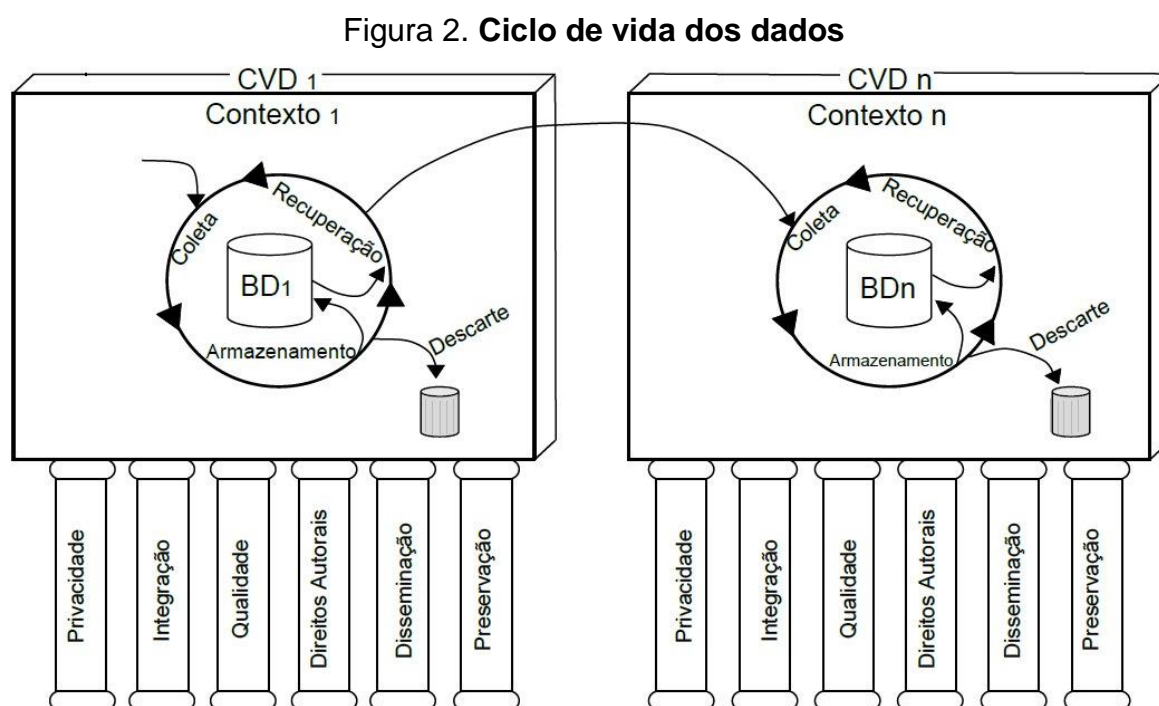 Figura 2. Ciclo de vida dos dados
CVD 1
Contexto 1
Coleta
Recuperação
BD1
Armazenamento
Descarte
Privacidade
Integração
Qualidade
Direitos Autorais
Disseminação
Preservação
CVD n
Contexto n
Coleta
Recuperação
BDn
Armazenamento
Descarte
Privacidade
Integração
Qualidade
Direitos Autorais
Disseminação
Preservação